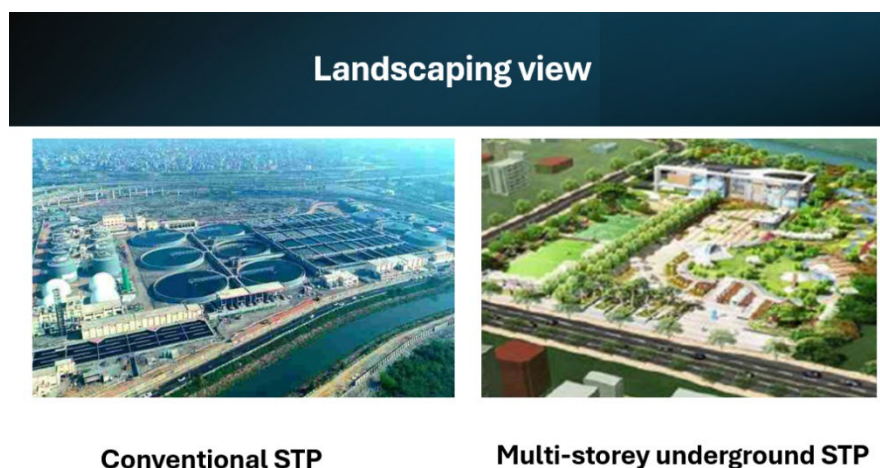 Landscaping view
Conventional STP
Multi-storey underground STP